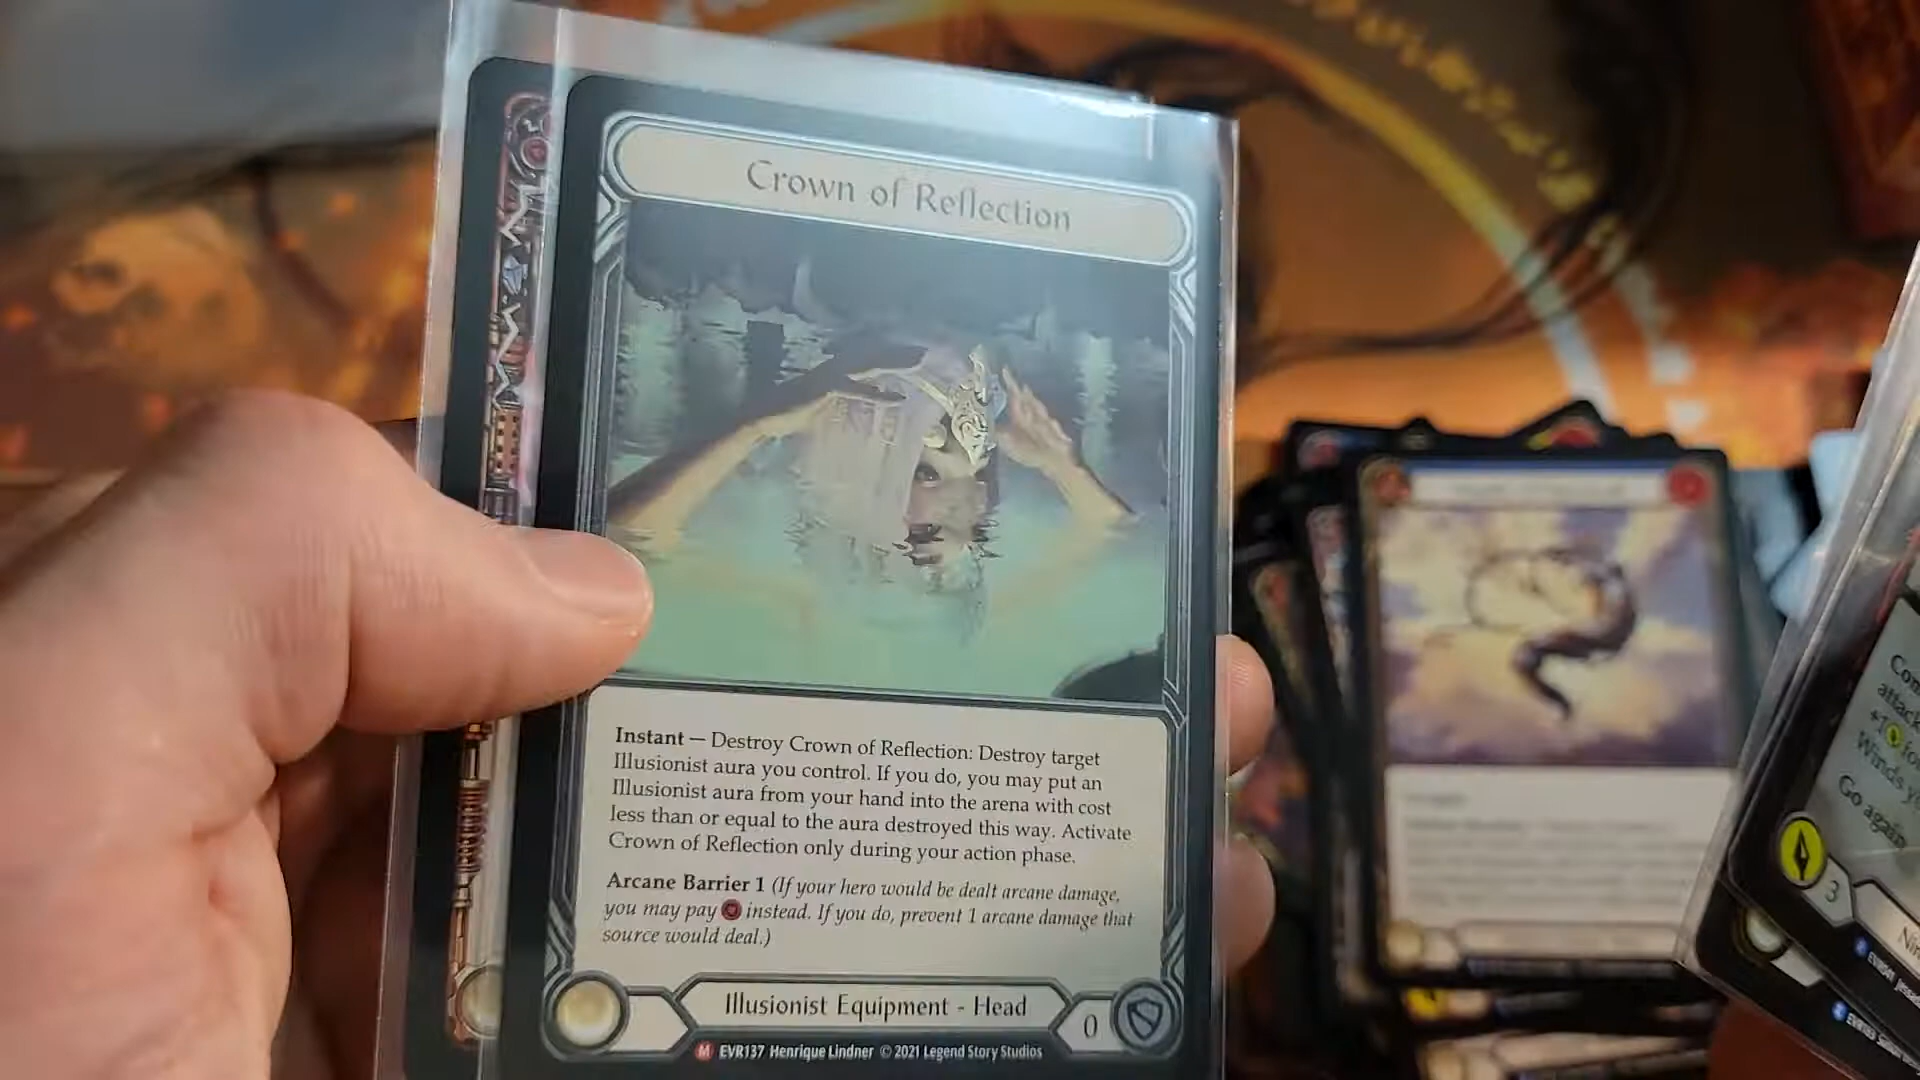 Crown of Reflection
Instant — Destroy Crown of Reflection: Destroy target
Illusionist aura you control. If you do, you may put an
Illusionist aura from your hand into the arena with cost
less than or equal to the aura destroyed this way. Activate
Crown of Reflection only during your action phase.
Arcane Barrier 1 (If your hero would be dealt arcane damage,
you may pay instead. If you do, prevent 1 arcane damage that
source would deal.)
Illusionist Equipment - Head
0
M EVR137 Henrique Lindner © 2021 Legend Story Studios
attack
+1
Winds
Go again
3